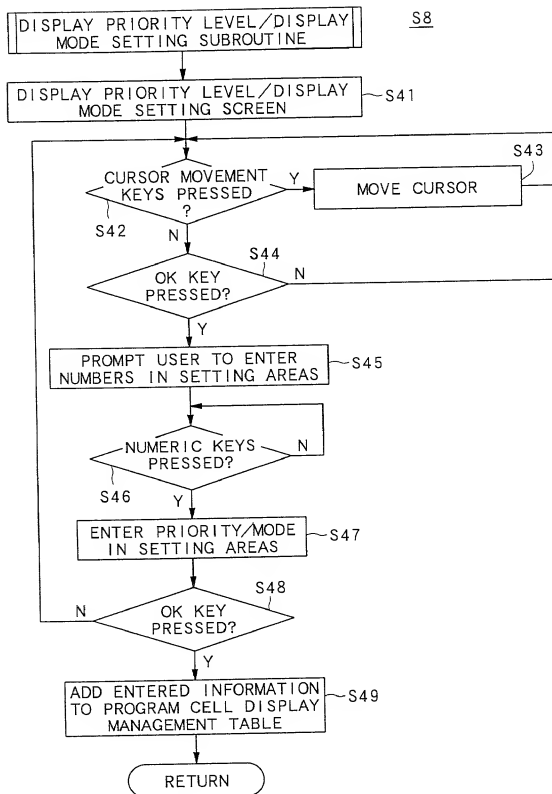 DISPLAY PRIORITY LEVEL/DISPLAY
MODE SETTING SUBROUTINE
S8
DISPLAY PRIORITY LEVEL/DISPLAY
MODE SETTING SCREEN
S41
CURSOR MOVEMENT
KEYS PRESSED
?
Y
S42
N
MOVE CURSOR
S43
OK KEY
PRESSED?
S44
N
Y
PROMPT USER TO ENTER
NUMBERS IN SETTING AREAS
S45
NUMERIC KEYS
PRESSED?
N
S46
Y
ENTER PRIORITY/MODE
IN SETTING AREAS
S47
OK KEY
PRESSED?
S48
N
Y
ADD ENTERED INFORMATION
TO PROGRAM CELL DISPLAY
MANAGEMENT TABLE
S49
RETURN